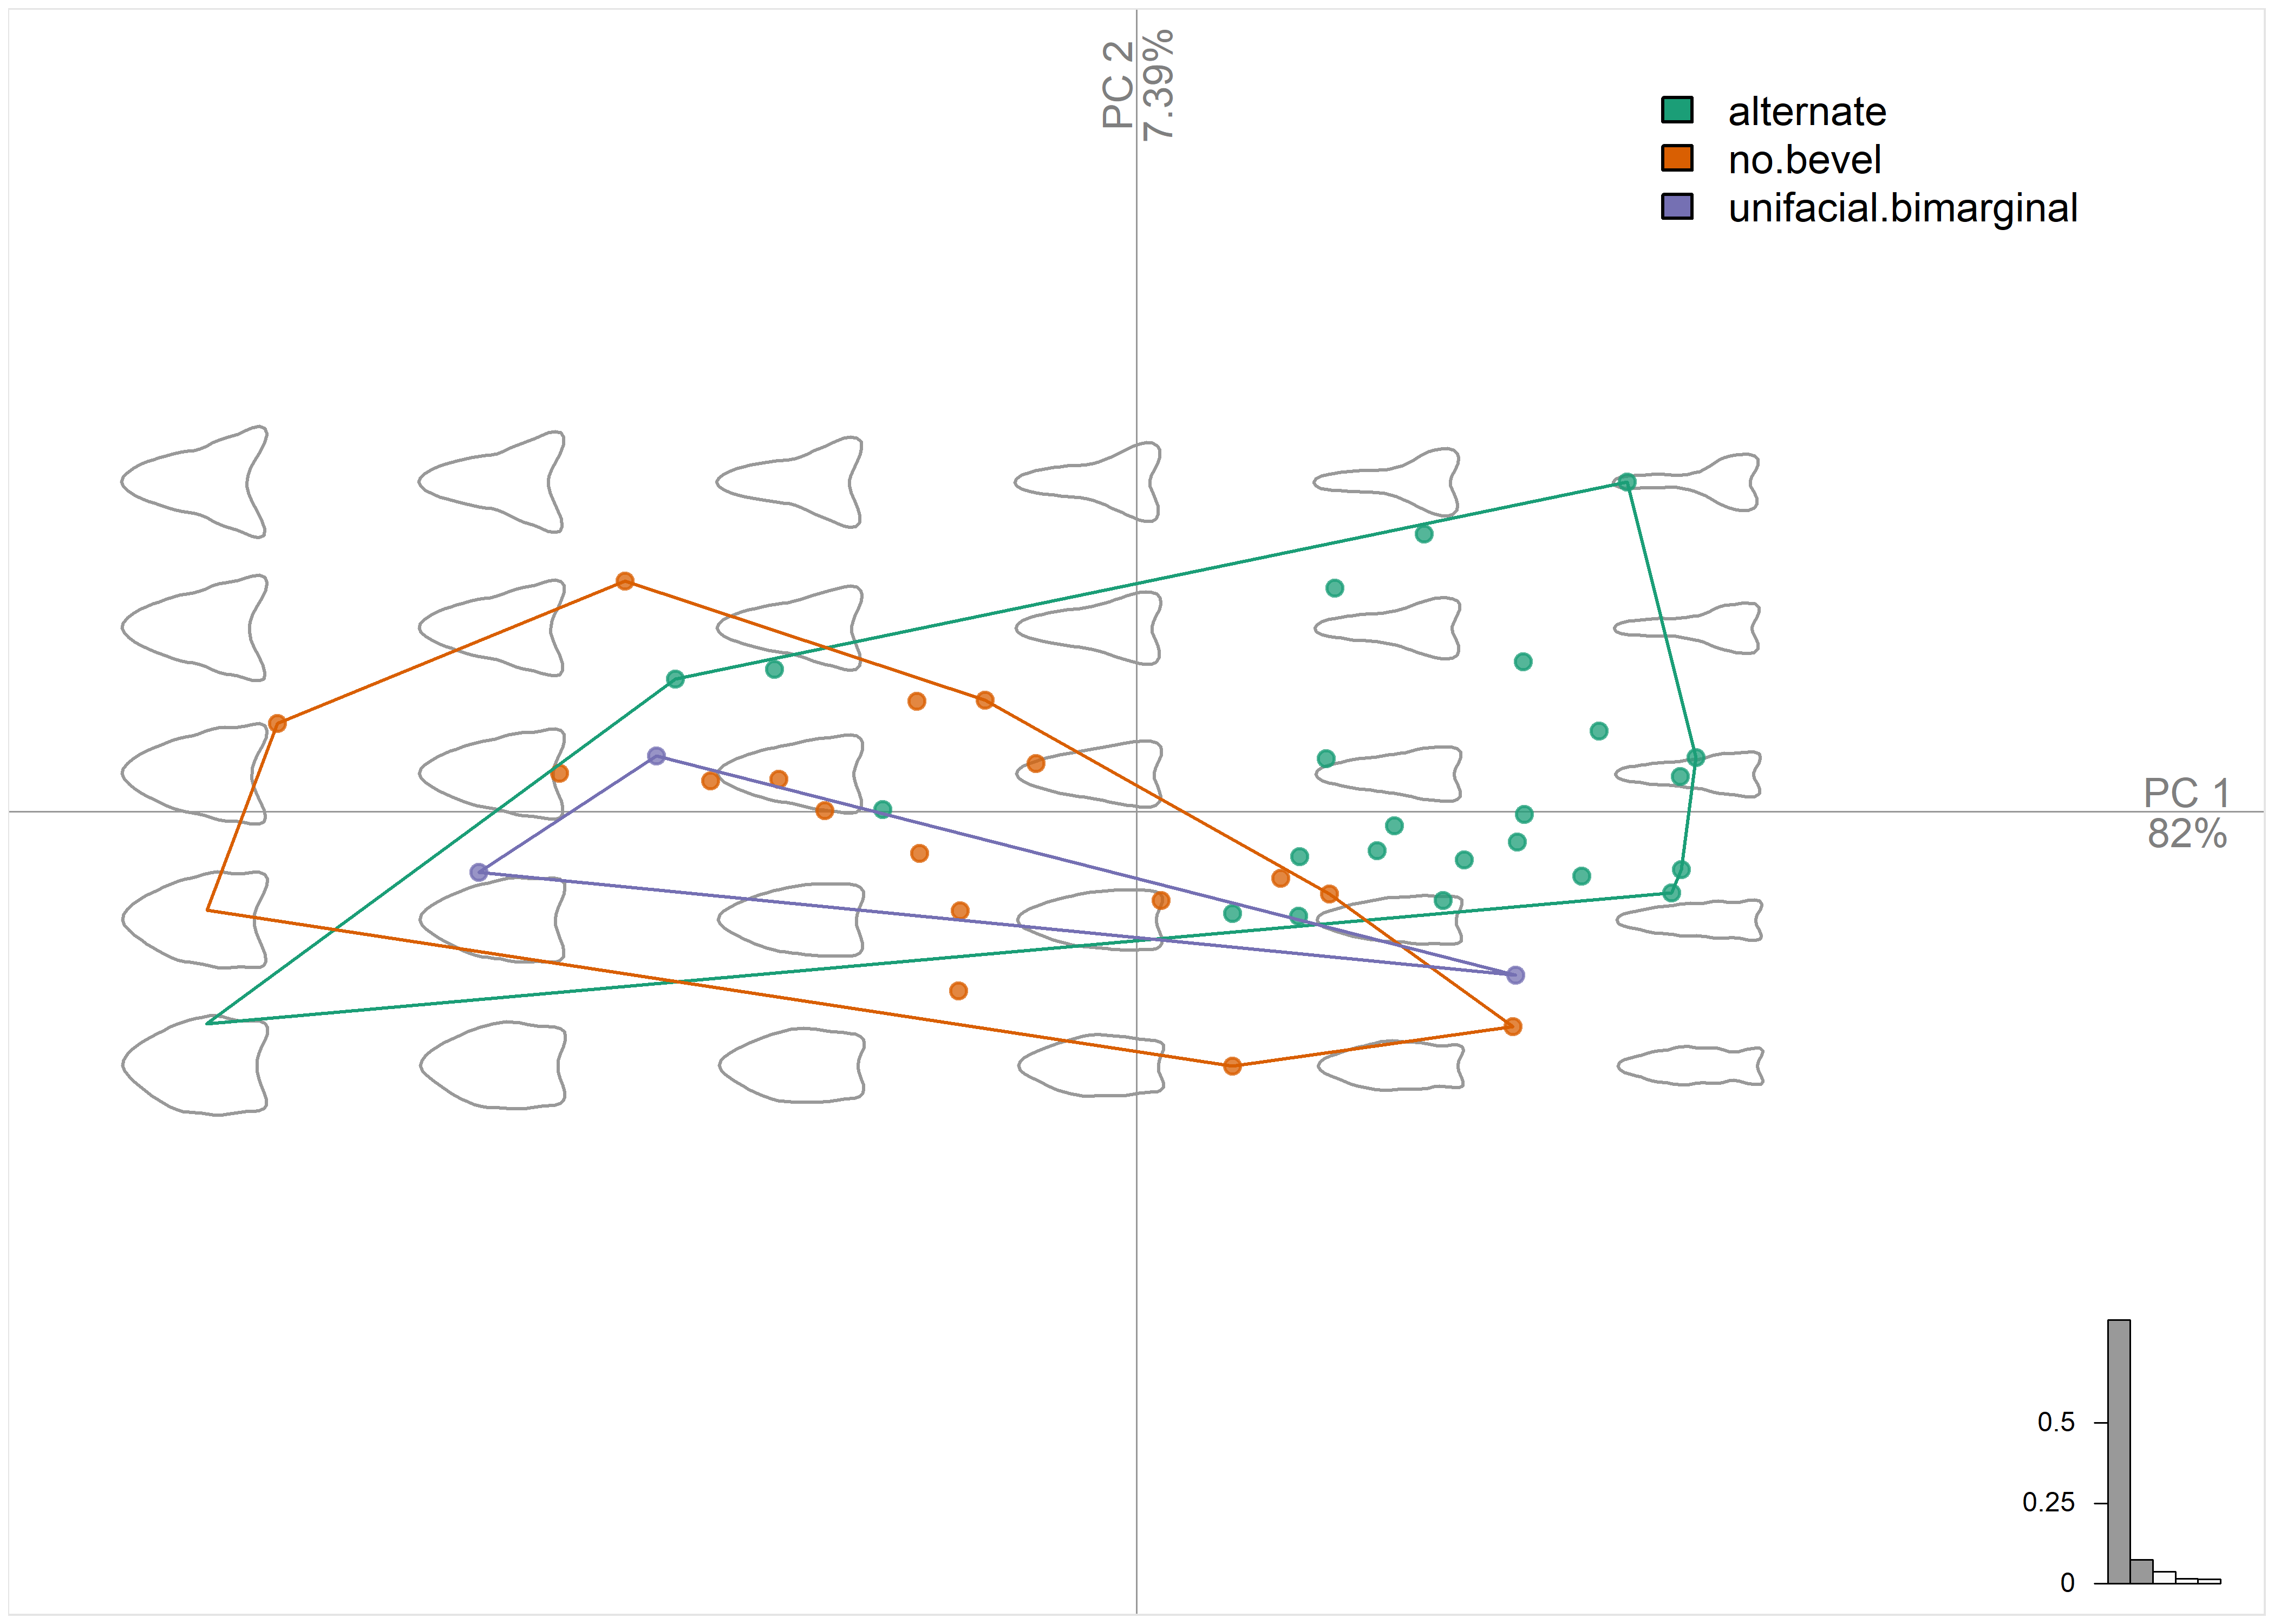 PC 2
7.39%
alternate
no.bevel
unifacial.bimarginal
PC 1
82%
0.5
0.25
0